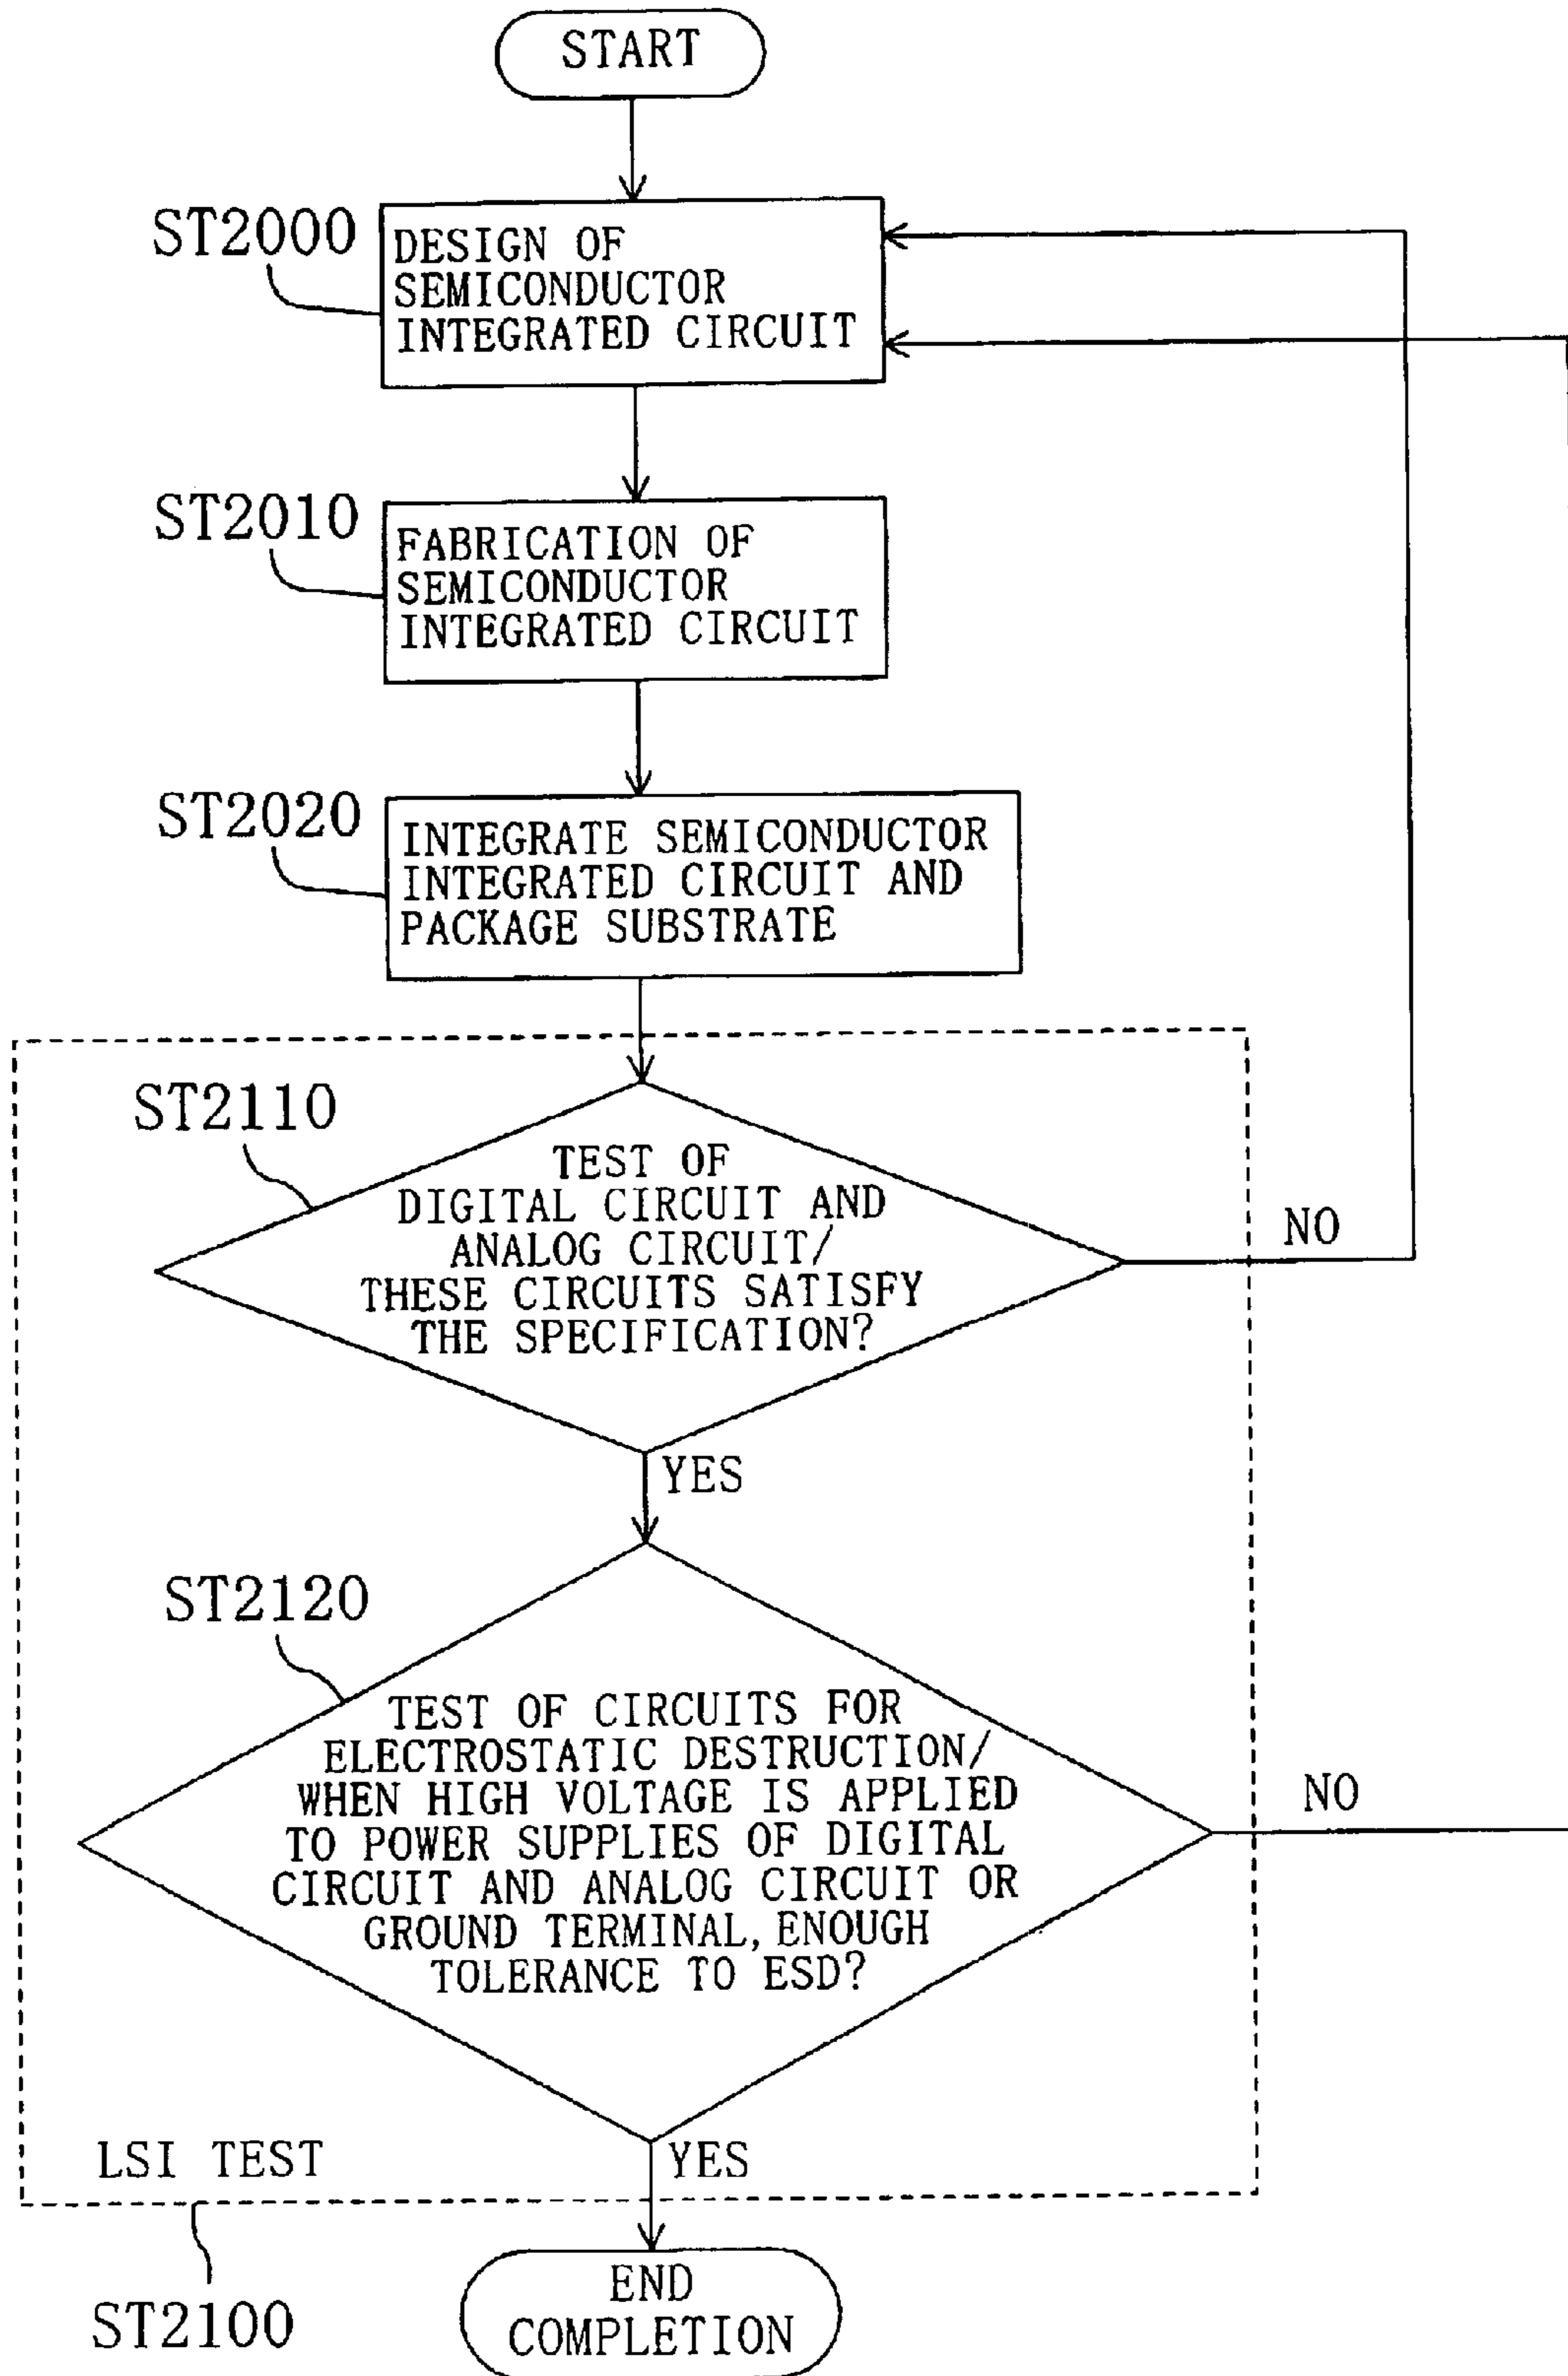 START
ST2000
DESIGN OF
SEMICONDUCTOR
INTEGRATED CIRCUIT
ST2010
FABRICATION OF
SEMICONDUCTOR
INTEGRATED CIRCUIT
ST2020
INTEGRATE SEMICONDUCTOR
INTEGRATED CIRCUIT AND
PACKAGE SUBSTRATE
ST2110
TEST OF
DIGITAL CIRCUIT AND
ANALOG CIRCUIT/
THESE CIRCUITS SATISFY
THE SPECIFICATION?
NO
YES
ST2120
TEST OF CIRCUITS FOR
ELECTROSTATIC DESTRUCTION/
WHEN HIGH VOLTAGE IS APPLIED
TO POWER SUPPLIES OF DIGITAL
CIRCUIT AND ANALOG CIRCUIT OR
GROUND TERMINAL, ENOUGH
TOLERANCE TO ESD?
NO
LSI TEST
YES
ST2100
END
COMPLETION